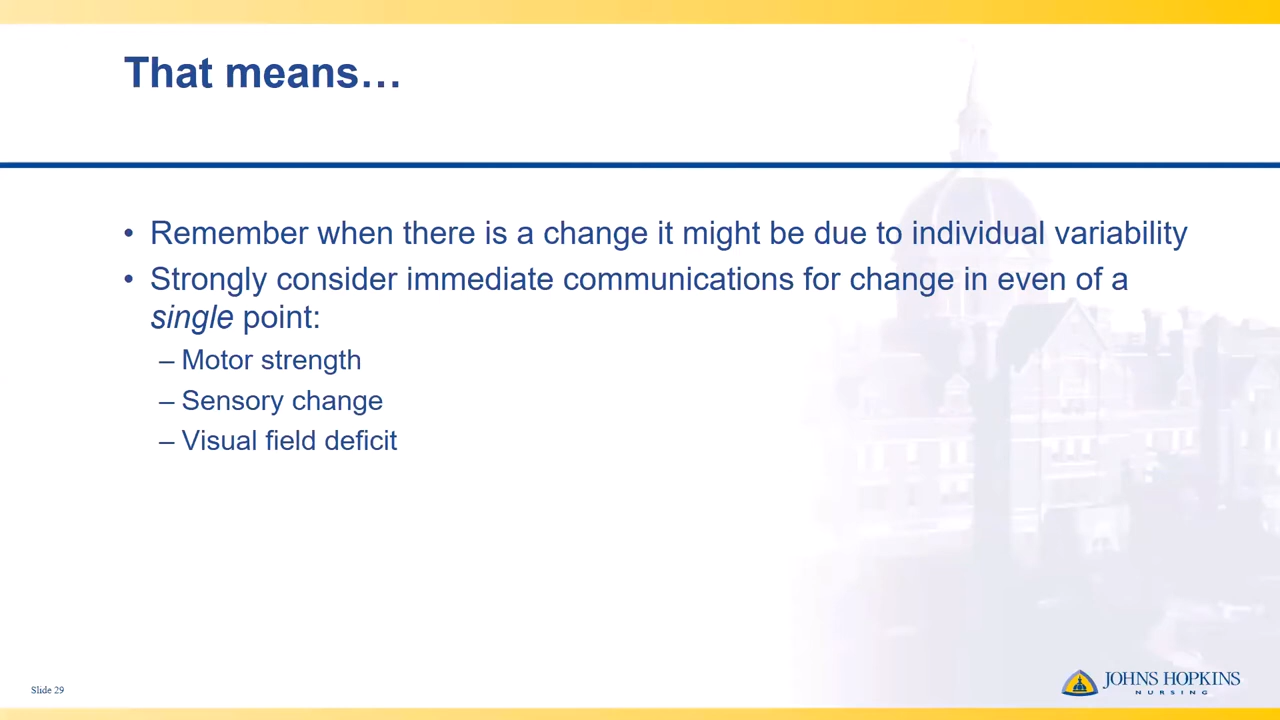 That means…
• Remember when there is a change it might be due to individual variability
• Strongly consider immediate communications for change in even of a
single point:
– Motor strength
– Sensory change
– Visual field deficit
Slide 29
JOHNS HOPKINS
NURSING